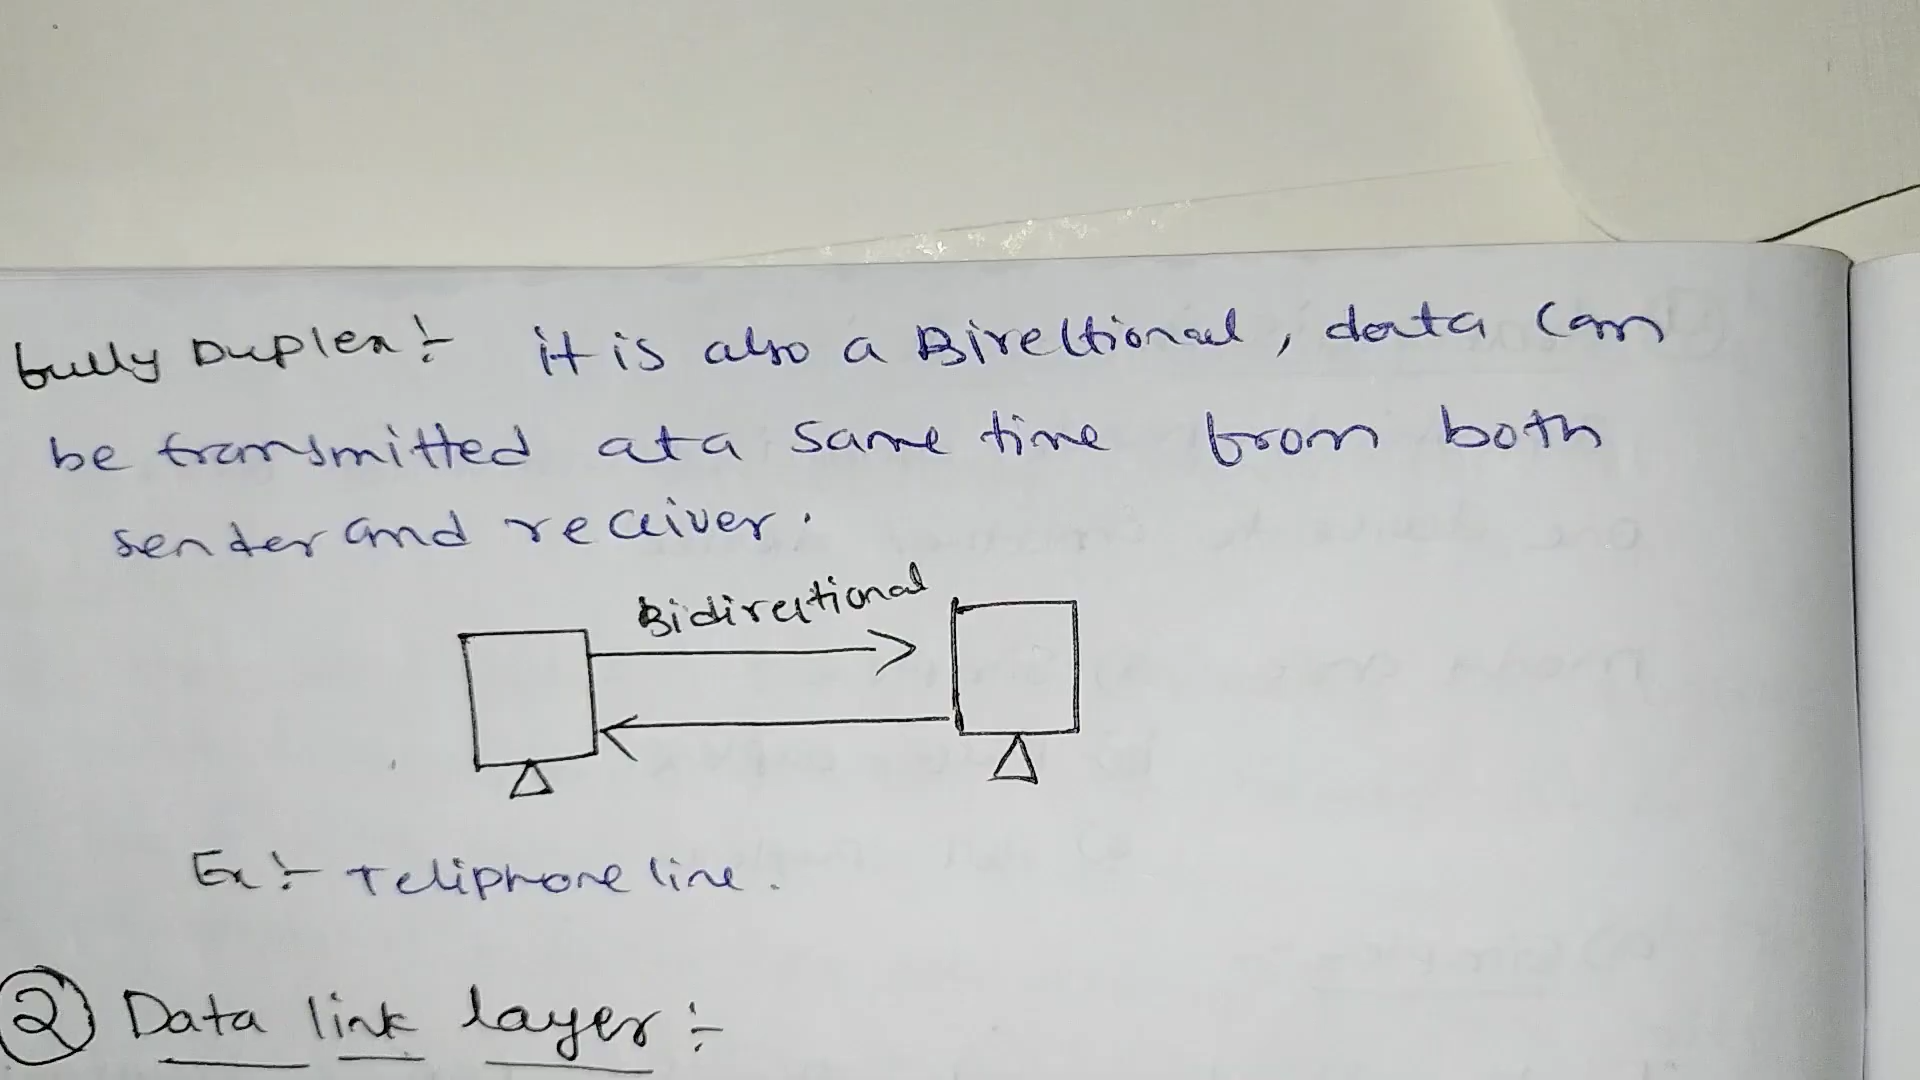 fully Duplex :- it is also a Birectional, data can
be transmitted at a same time from both
sender and receiver.
Bidirectional
Ex :- Teliphone line.
② Data link layer :-